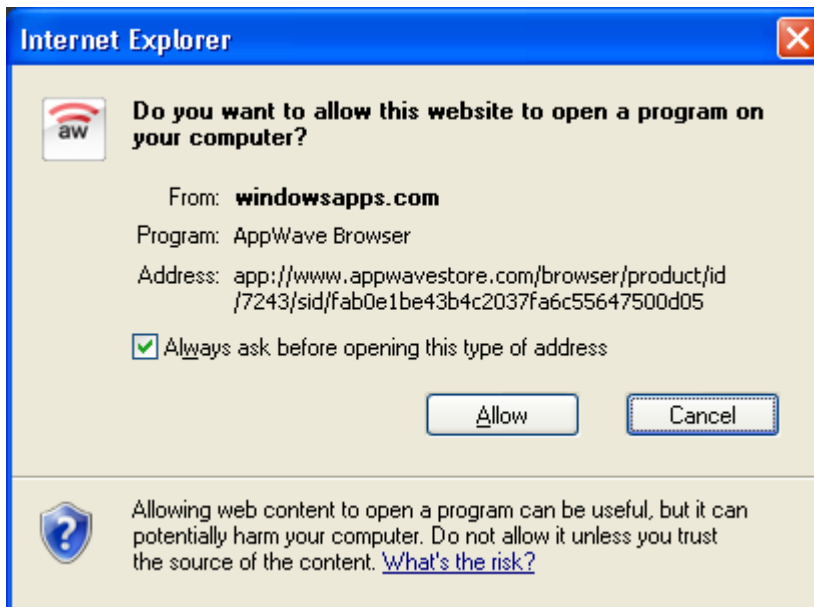 Internet Explorer
aw
Do you want to allow this website to open a program on
your computer?
From: windowsapps.com
Program: AppWave Browser
Address: app://www.appwavestore.com/browser/product/id
/7243/sid/fab0e1be43b4c2037fa6c55647500d05
Always ask before opening this type of address
Allow
Cancel
Allowing web content to open a program can be useful, but it can
potentially harm your computer. Do not allow it unless you trust
the source of the content. What's the risk?